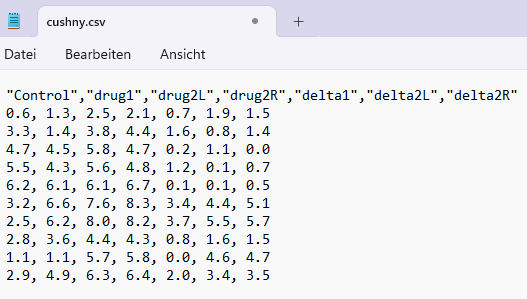 cushny.csv
Datei Bearbeiten Ansicht
"Control","drug1","drug2L","drug2R","delta1","delta2L","delta2R"
0.6, 1.3, 2.5, 2.1, 0.7, 1.9, 1.5
3.3, 1.4, 3.8, 4.4, 1.6, 0.8, 1.4
4.7, 4.5, 5.8, 4.7, 0.2, 1.1, 0.0
5.5, 4.3, 5.6, 4.8, 1.2, 0.1, 0.7
6.2, 6.1, 6.1, 6.7, 0.1, 0.1, 0.5
3.2, 6.6, 7.6, 8.3, 3.4, 4.4, 5.1
2.5, 6.2, 8.0, 8.2, 3.7, 5.5, 5.7
2.8, 3.6, 4.4, 4.3, 0.8, 1.6, 1.5
1.1, 1.1, 5.7, 5.8, 0.0, 4.6, 4.7
2.9, 4.9, 6.3, 6.4, 2.0, 3.4, 3.5